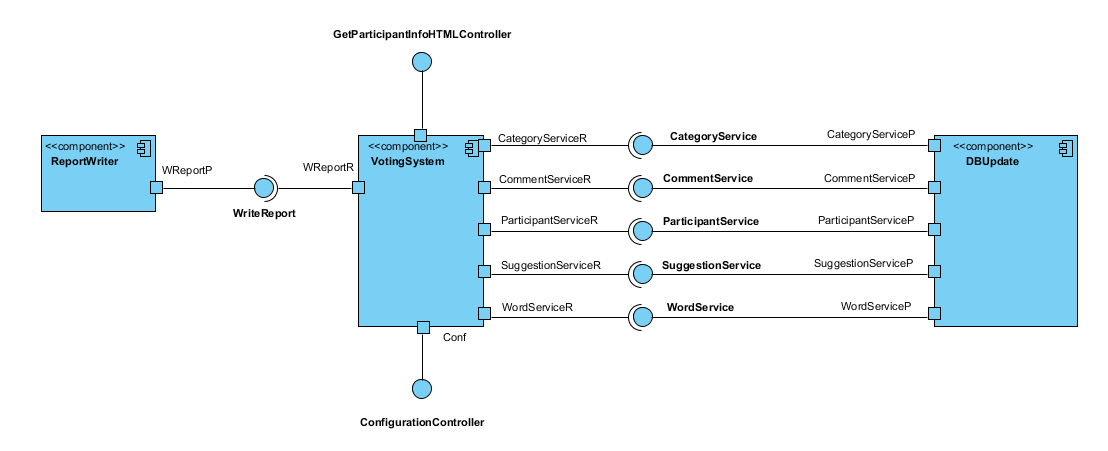 GetParticipantInfoHTMLController
<<component>>
ReportWriter
WReportP
WriteReport
WReportR
<<component>>
VotingSystem
CategoryServiceR
CategoryService
CategoryServiceP
CommentServiceR
CommentService
CommentServiceP
ParticipantServiceR
ParticipantService
ParticipantServiceP
SuggestionServiceR
SuggestionService
SuggestionServiceP
WordServiceR
WordService
WordServiceP
<<component>>
DBUpdate
Conf
ConfigurationController